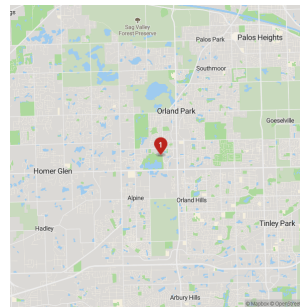 Sag Valley
Forest Preserve
Palos Park
Palos Heights
Southmoor
Orland Park
Goeselville
1
Homer Glen
Alpine
Orland Hills
Hadley
Tinley Park
Arbury Hills
© Mapbox © OpenStreetMap